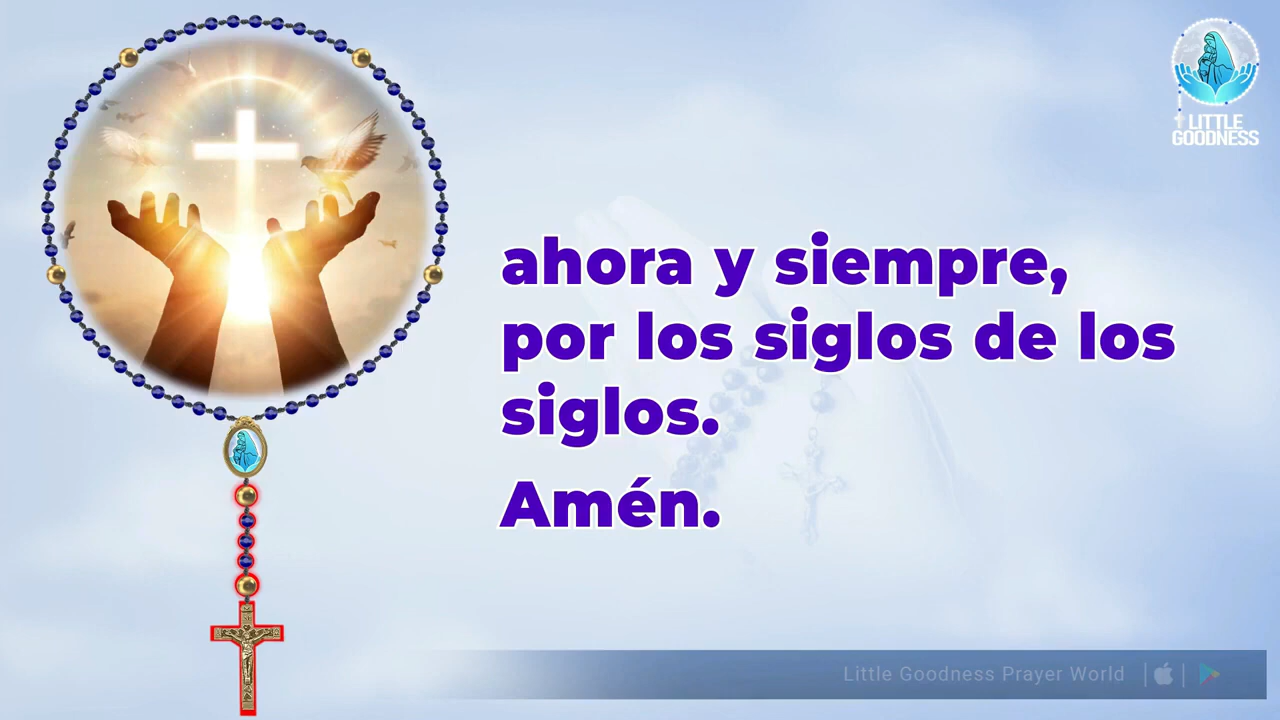 LITTLE
GOODNESS
ahora y siempre,
por los siglos de los
siglos.
Amén.
Little Goodness Prayer World